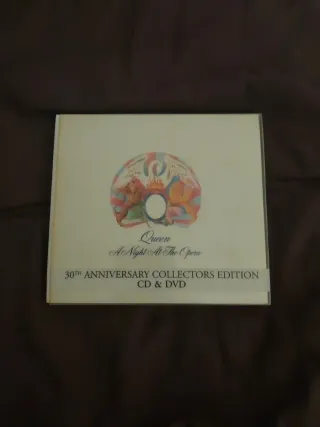 Queen
A Night At The Opera
30TH ANNIVERSARY COLLECTORS EDITION
CD & DVD